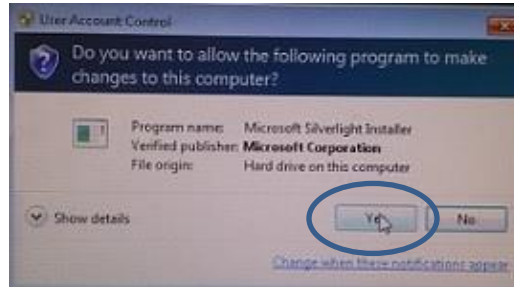 User Account Control
Do you want to allow the following program to make
changes to this computer?
Program name: Microsoft Silverlight Installer
Verified publisher: Microsoft Corporation
File origin: Hard drive on this computer
Show details
Yes No
Change when these notifications appear